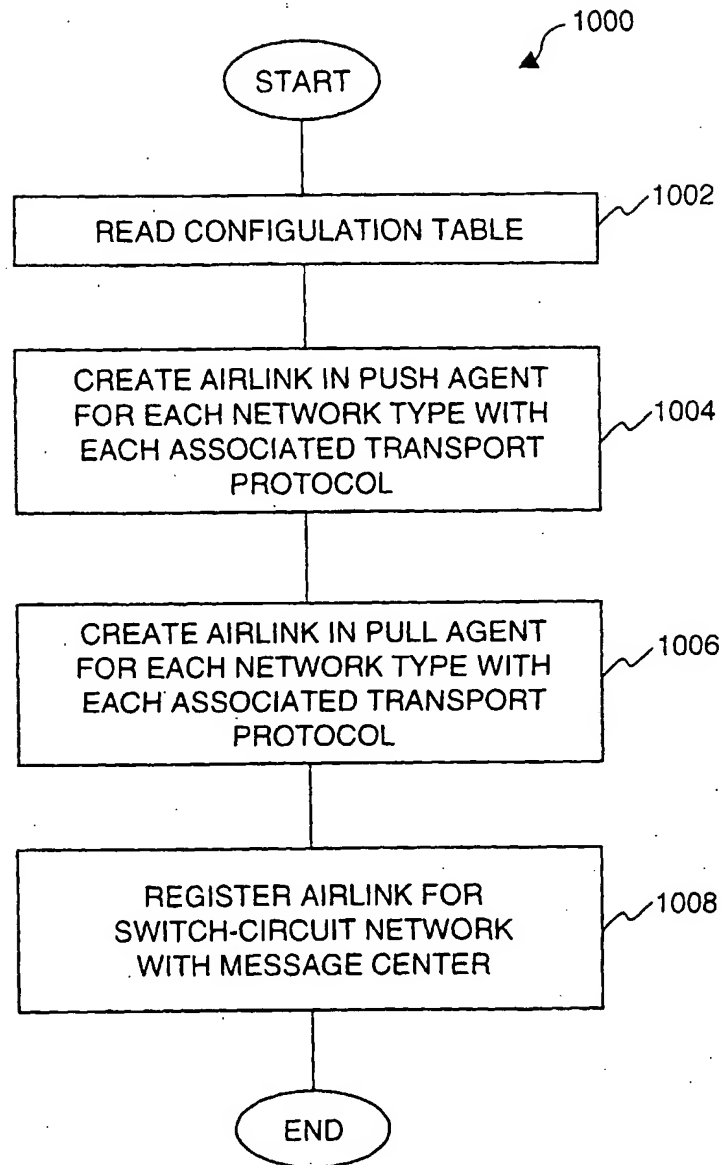 1000
START
READ CONFIGULATION TABLE
1002
CREATE AIRLINK IN PUSH AGENT
FOR EACH NETWORK TYPE WITH
EACH ASSOCIATED TRANSPORT
PROTOCOL
1004
CREATE AIRLINK IN PULL AGENT
FOR EACH NETWORK TYPE WITH
EACH ASSOCIATED TRANSPORT
PROTOCOL
1006
REGISTER AIRLINK FOR
SWITCH-CIRCUIT NETWORK
WITH MESSAGE CENTER
1008
END